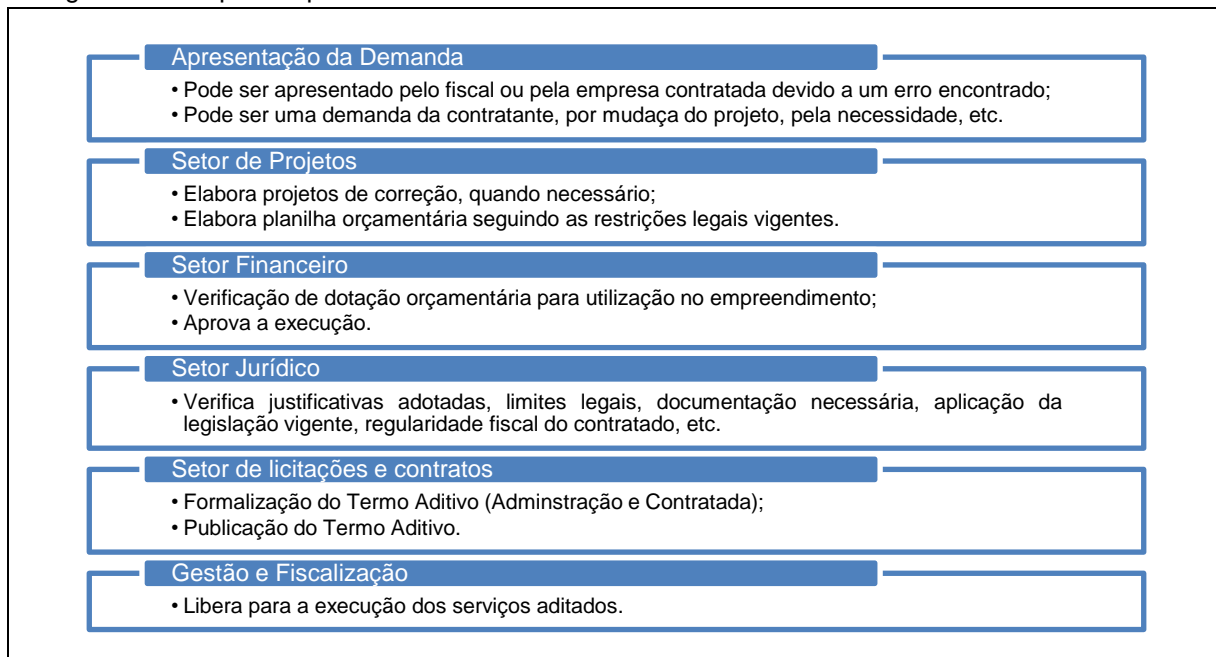 Apresentação da Demanda
• Pode ser apresentado pelo fiscal ou pela empresa contratada devido a um erro encontrado;
• Pode ser uma demanda da contratante, por mudaça do projeto, pela necessidade, etc.
Setor de Projetos
• Elabora projetos de correção, quando necessário;
• Elabora planilha orçamentária seguindo as restrições legais vigentes.
Setor Financeiro
• Verificação de dotação orçamentária para utilização no empreendimento;
• Aprova a execução.
Setor Jurídico
• Verifica justificativas adotadas, limites legais, documentação necessária, aplicação da
legislação vigente, regularidade fiscal do contratado, etc.
Setor de licitações e contratos
• Formalização do Termo Aditivo (Adminstração e Contratada);
• Publicação do Termo Aditivo.
Gestão e Fiscalização
• Libera para a execução dos serviços aditados.